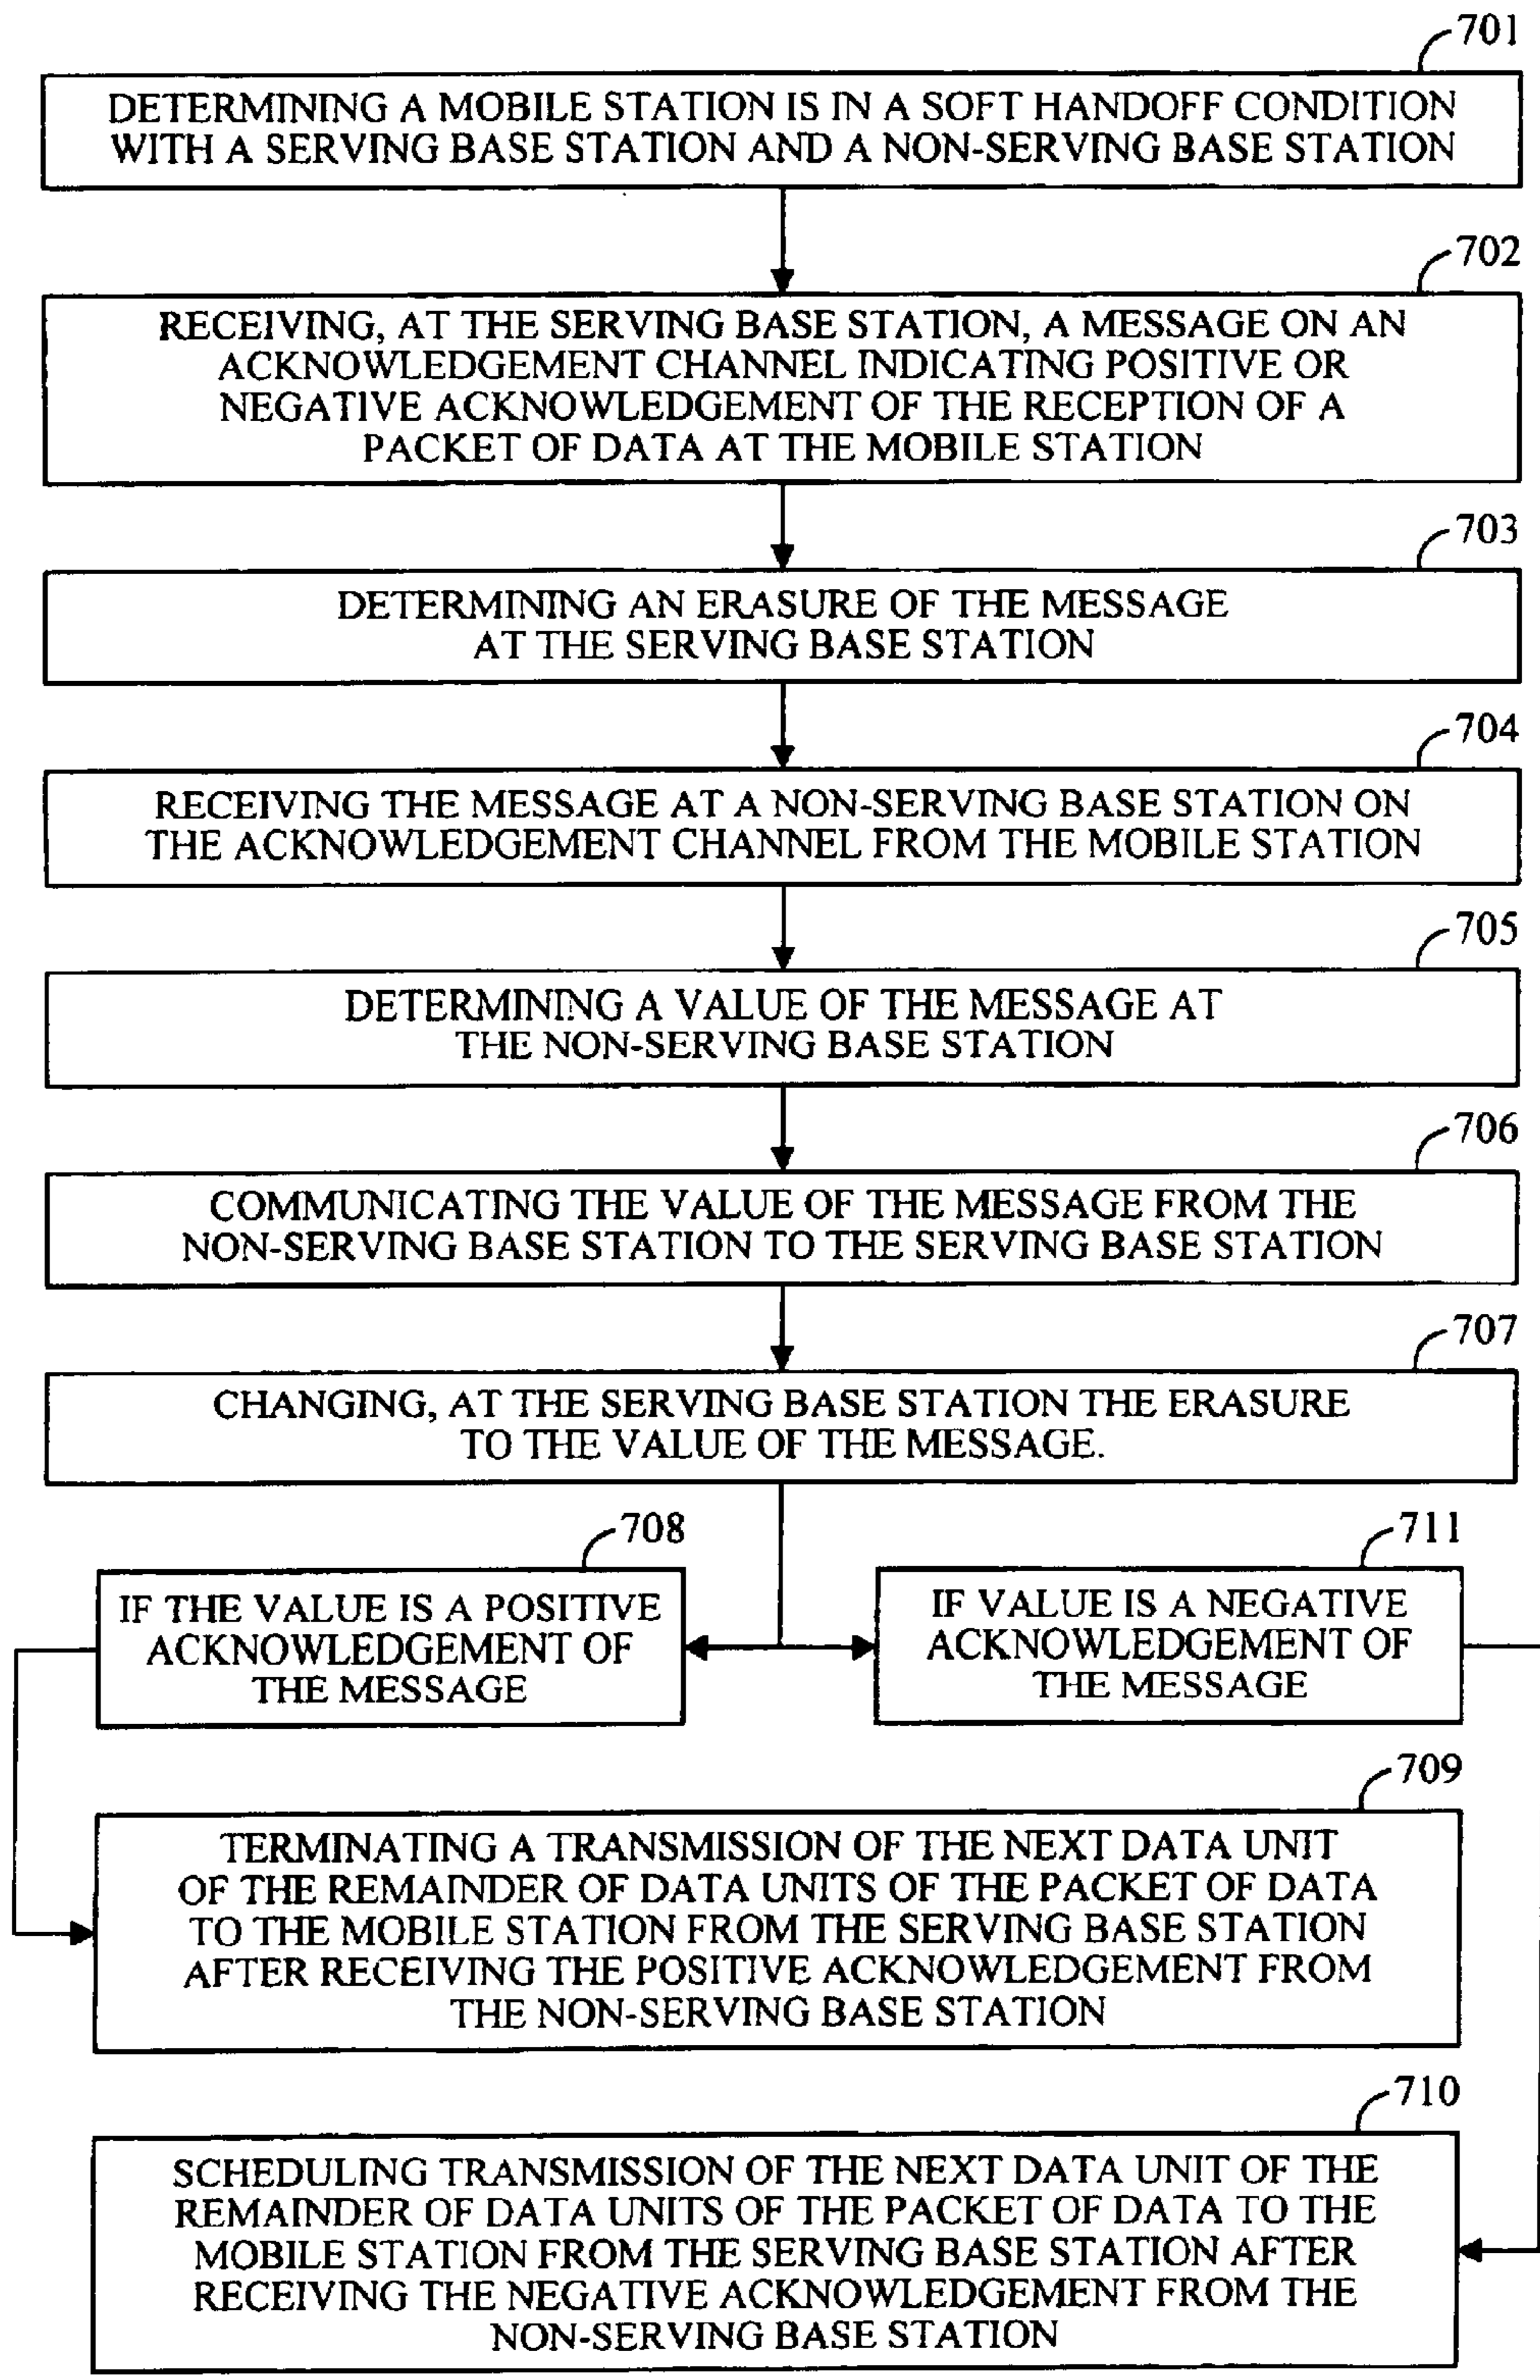 701
DETERMINING A MOBILE STATION IS IN A SOFT HANDOFF CONDITION
WITH A SERVING BASE STATION AND A NON-SERVING BASE STATION
702
RECEIVING, AT THE SERVING BASE STATION, A MESSAGE ON AN
ACKNOWLEDGEMENT CHANNEL INDICATING POSITIVE OR
NEGATIVE ACKNOWLEDGEMENT OF THE RECEPTION OF A
PACKET OF DATA AT THE MOBILE STATION
703
DETERMINING AN ERASURE OF THE MESSAGE
AT THE SERVING BASE STATION
704
RECEIVING THE MESSAGE AT A NON-SERVING BASE STATION ON
THE ACKNOWLEDGEMENT CHANNEL FROM THE MOBILE STATION
705
DETERMINING A VALUE OF THE MESSAGE AT
THE NON-SERVING BASE STATION
706
COMMUNICATING THE VALUE OF THE MESSAGE FROM THE
NON-SERVING BASE STATION TO THE SERVING BASE STATION
707
CHANGING, AT THE SERVING BASE STATION THE ERASURE
TO THE VALUE OF THE MESSAGE.
708
IF THE VALUE IS A POSITIVE
ACKNOWLEDGEMENT OF
THE MESSAGE
711
IF VALUE IS A NEGATIVE
ACKNOWLEDGEMENT OF
THE MESSAGE
709
TERMINATING A TRANSMISSION OF THE NEXT DATA UNIT
OF THE REMAINDER OF DATA UNITS OF THE PACKET OF DATA
TO THE MOBILE STATION FROM THE SERVING BASE STATION
AFTER RECEIVING THE POSITIVE ACKNOWLEDGEMENT FROM
THE NON-SERVING BASE STATION
710
SCHEDULING TRANSMISSION OF THE NEXT DATA UNIT OF THE
REMAINDER OF DATA UNITS OF THE PACKET OF DATA TO THE
MOBILE STATION FROM THE SERVING BASE STATION AFTER
RECEIVING THE NEGATIVE ACKNOWLEDGEMENT FROM THE
NON-SERVING BASE STATION